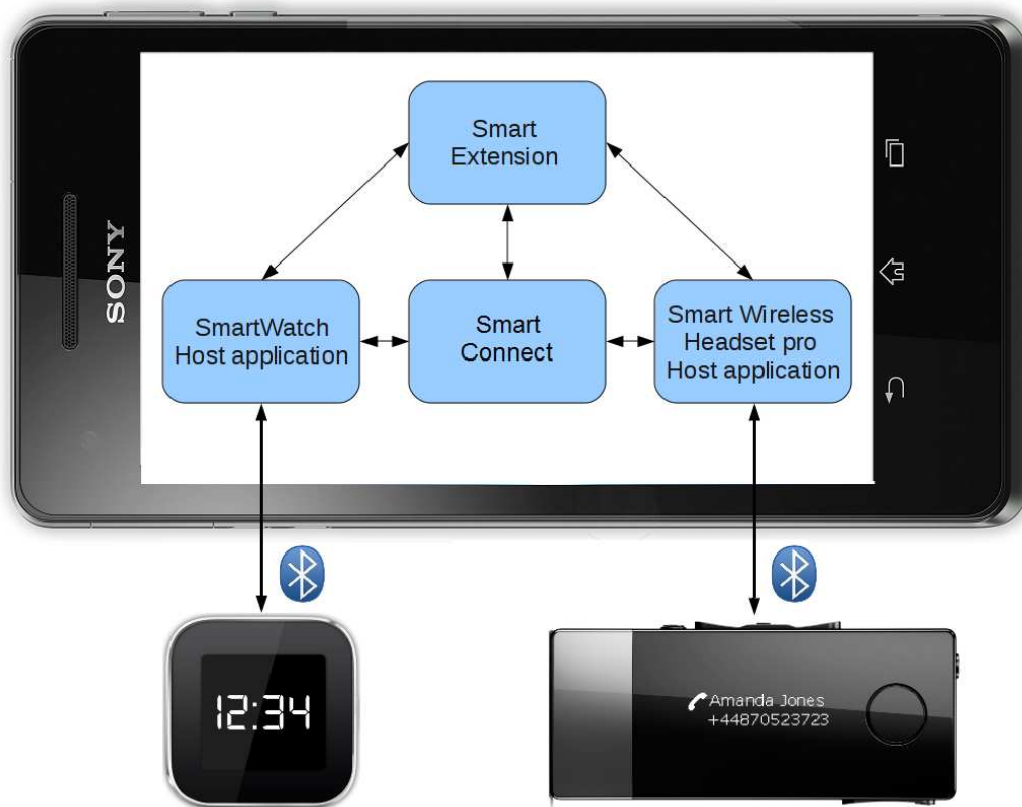 SONY
Smart
Extension
SmartWatch
Host application
Smart
Connect
Smart Wireless
Headset pro
Host application
12:34
Amanda Jones
+44870523723